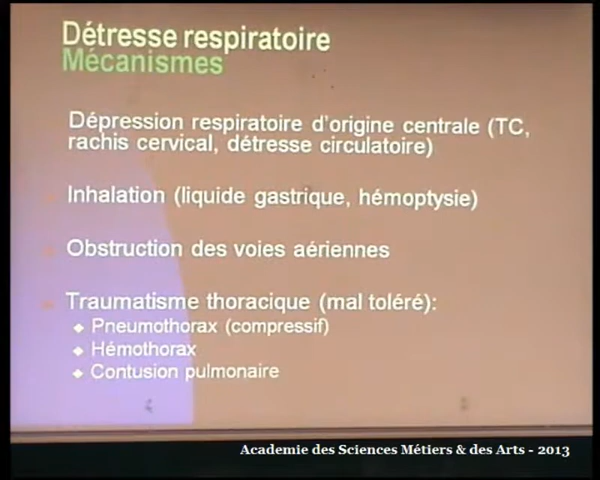 Détresse respiratoire
Mécanismes
Dépression respiratoire d'origine centrale (TC,
rachis cervical, détresse circulatoire)
Inhalation (liquide gastrique, hémoptysie)
Obstruction des voies aériennes
Traumatisme thoracique (mal toléré):
Pneumothorax (compressif)
Hémothorax
Contusion pulmonaire
Academie des Sciences Métiers & des Arts - 2013